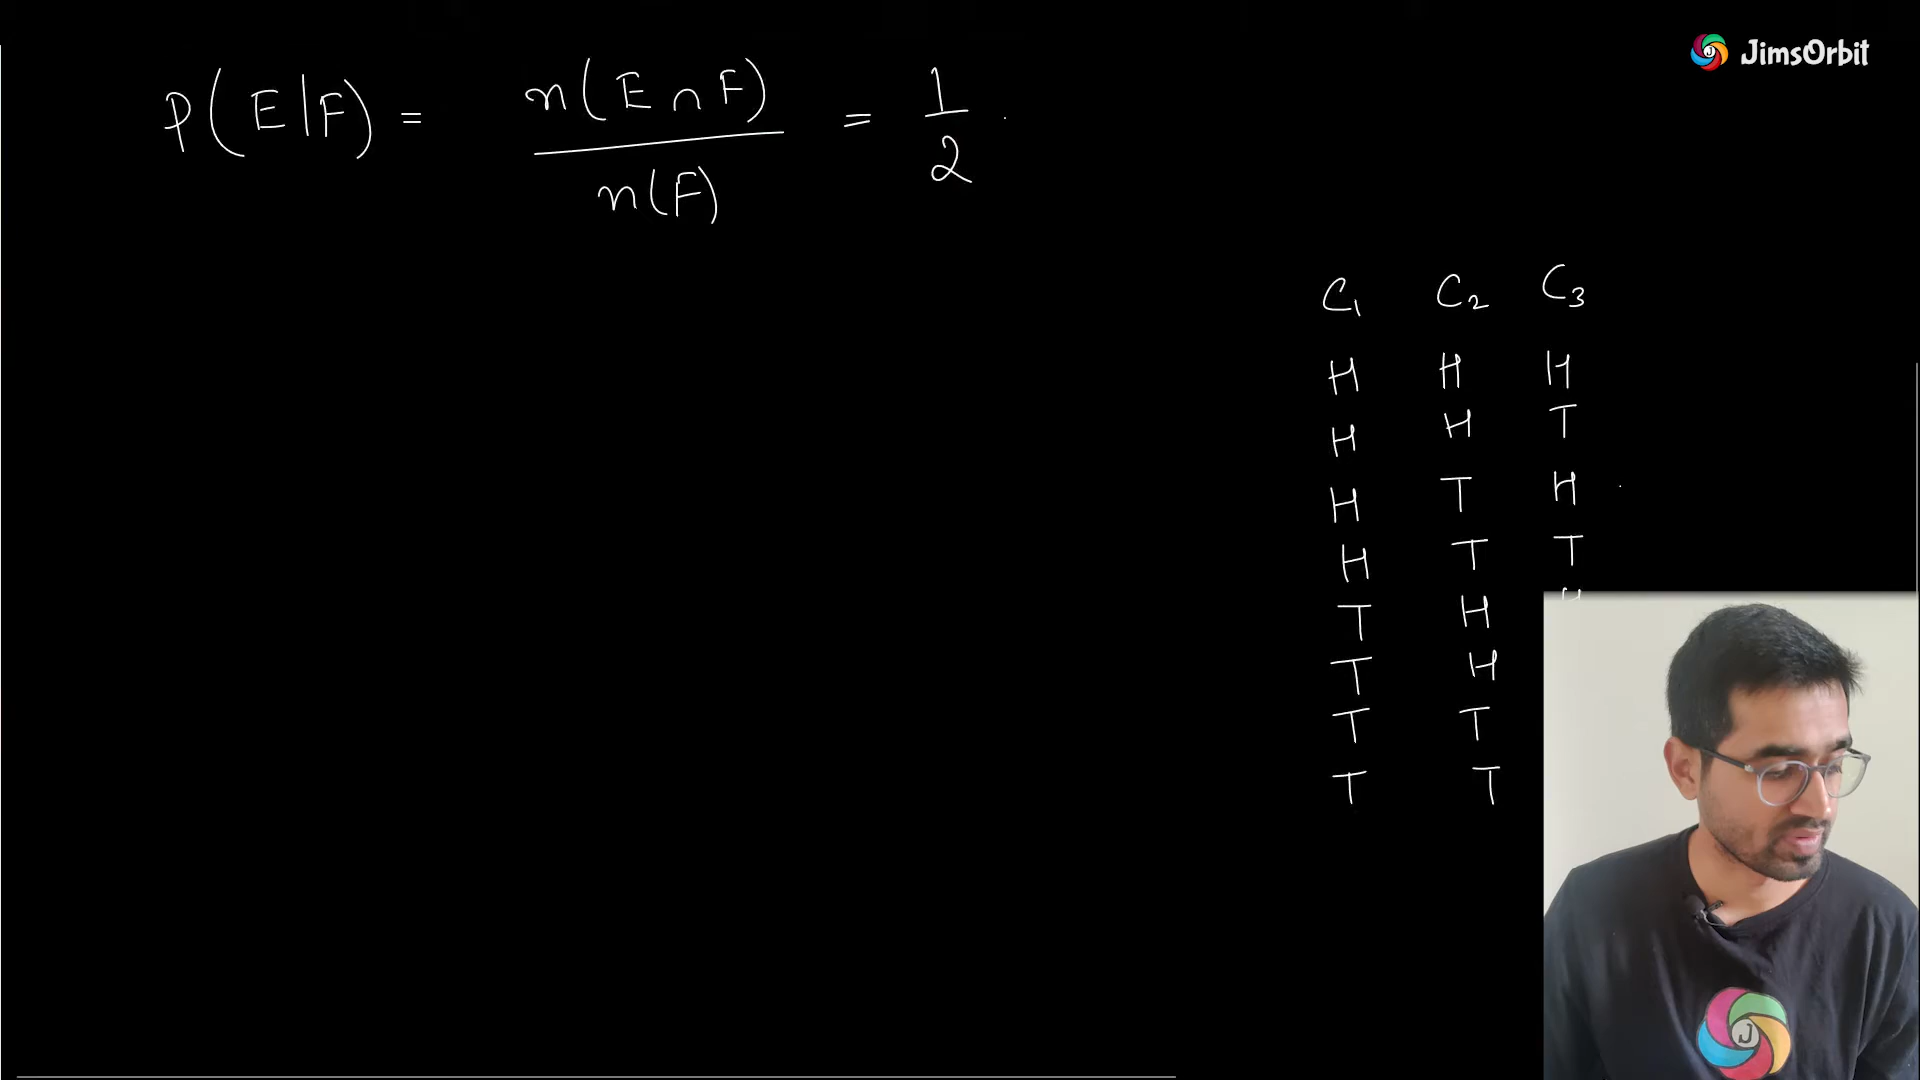 JimsOrbit
P(E|F) = n(E∩F) / n(F) = 1/2
C₁ C₂ C₃
H H H
H H T
H T H
H T T
T H
T H
T T
T T
J